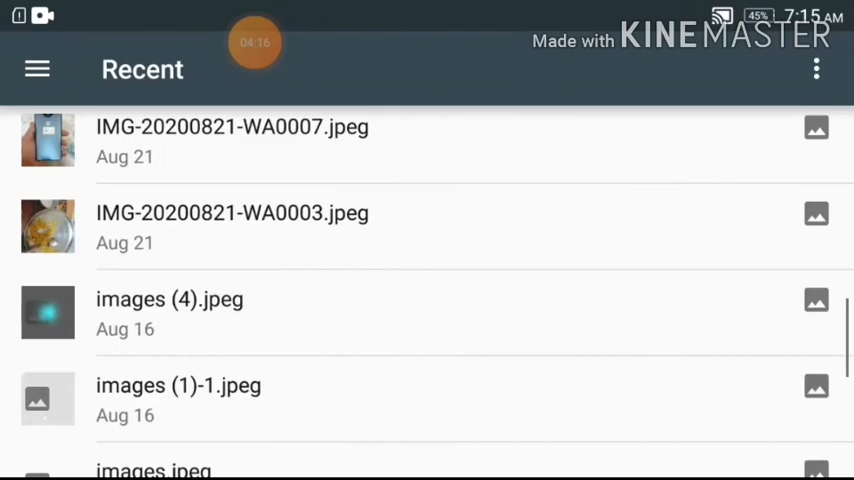 45% 7:15 AM
04:16
Made with KINEMASTER
Recent
IMG-20200821-WA0007.jpeg
Aug 21
IMG-20200821-WA0003.jpeg
Aug 21
images (4).jpeg
Aug 16
images (1)-1.jpeg
Aug 16
images.jpeg